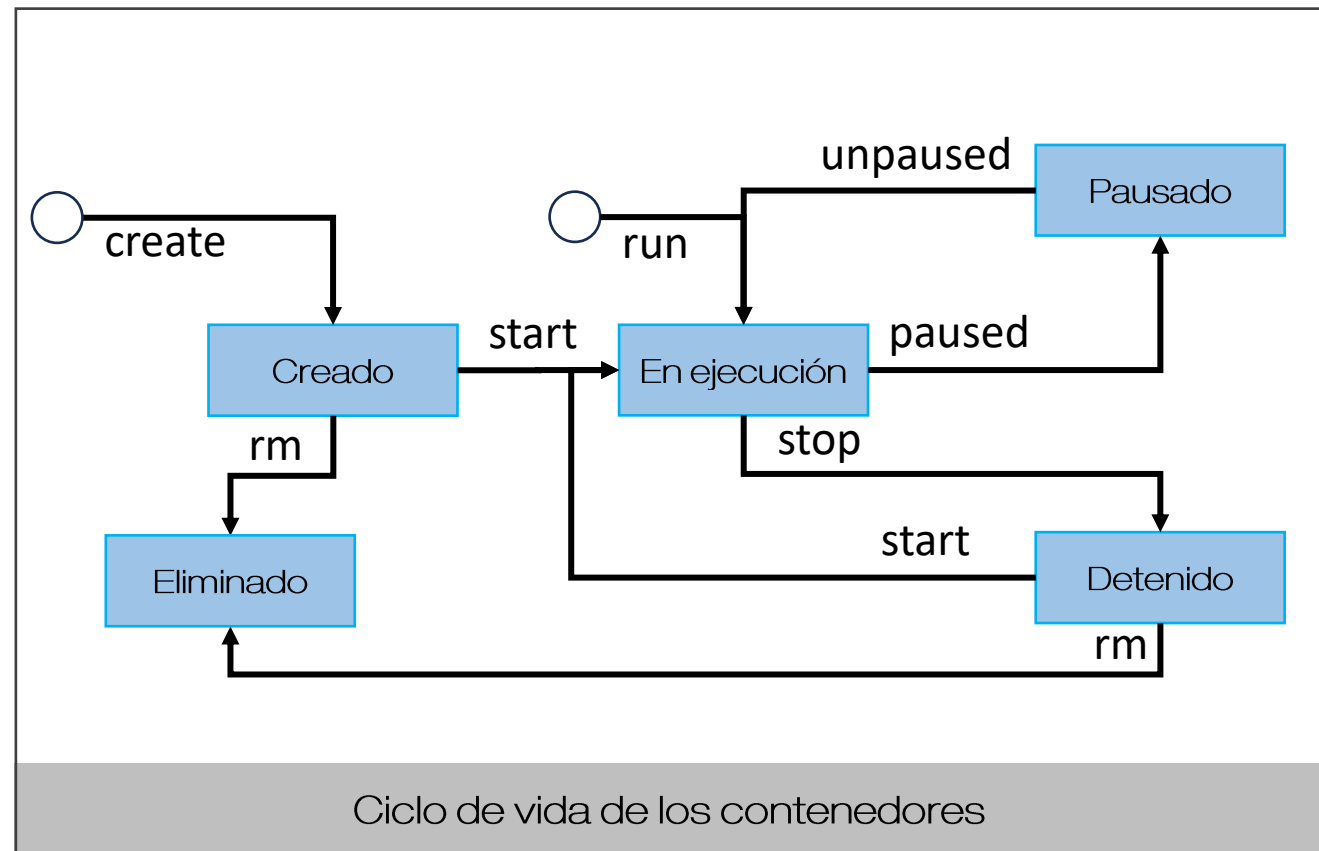 unpaused
Pausado
create
run
start
paused
Creado
En ejecución
rm
stop
start
Eliminado
Detenido
rm
Ciclo de vida de los contenedores